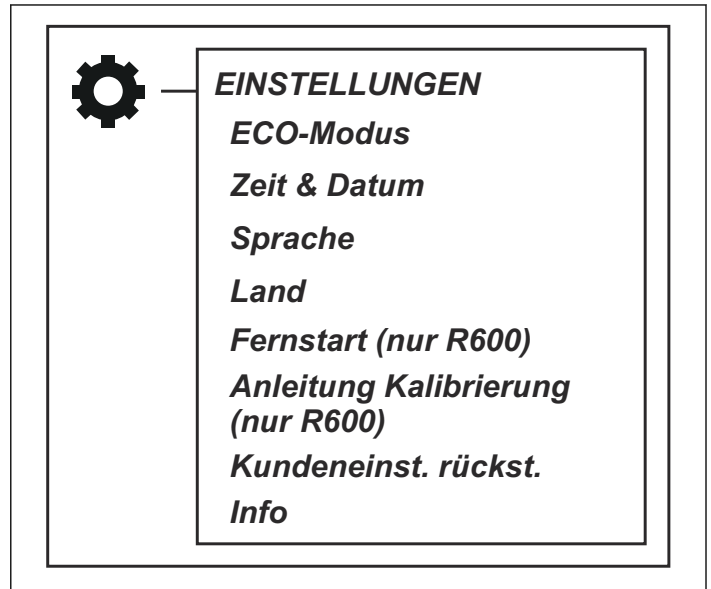 EINSTELLUNGEN
ECO-Modus
Zeit & Datum
Sprache
Land
Fernstart (nur R600)
Anleitung Kalibrierung
(nur R600)
Kundeneinst. rückst.
Info